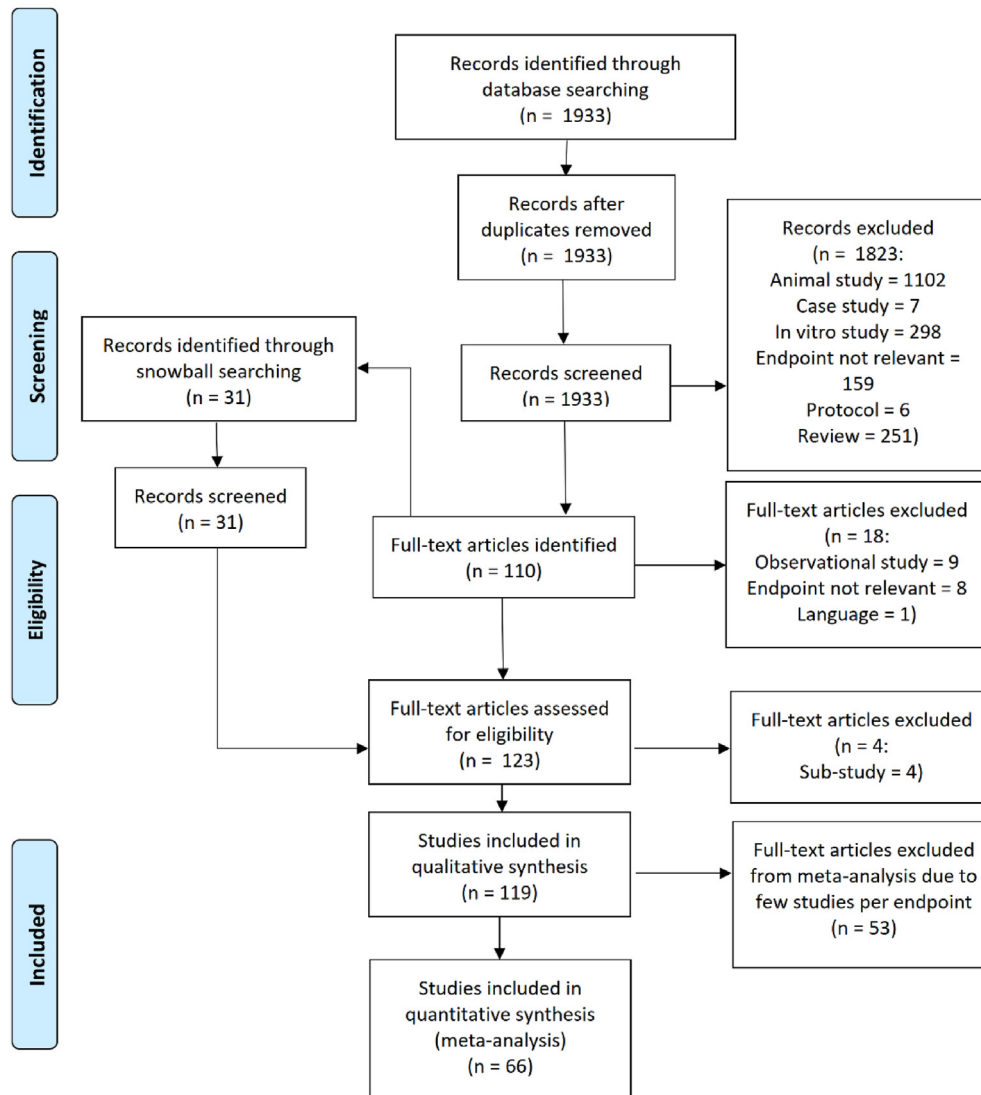 Identification
Records identified through
database searching
(n =  1933)
Records after
duplicates removed
(n =  1933)
Records excluded
(n =  1823:
Animal study = 1102
Case study = 7
In vitro study = 298
Endpoint not relevant =
159
Protocol = 6
Review = 251)
Screening
Records identified through
snowball searching
(n = 31)
Records screened
(n = 1933)
Records screened
(n = 31)
Eligibility
Full-text articles identified
(n = 110)
Full-text articles excluded
(n = 18:
Observational study = 9
Endpoint not relevant = 8
Language = 1)
Full-text articles assessed
for eligibility
(n =  123)
Full-text articles excluded
(n = 4:
Sub-study = 4)
Included
Studies included in
qualitative synthesis
(n = 119)
Full-text articles excluded
from meta-analysis due to
few studies per endpoint
(n = 53)
Studies included in
quantitative synthesis
(meta-analysis)
(n = 66)